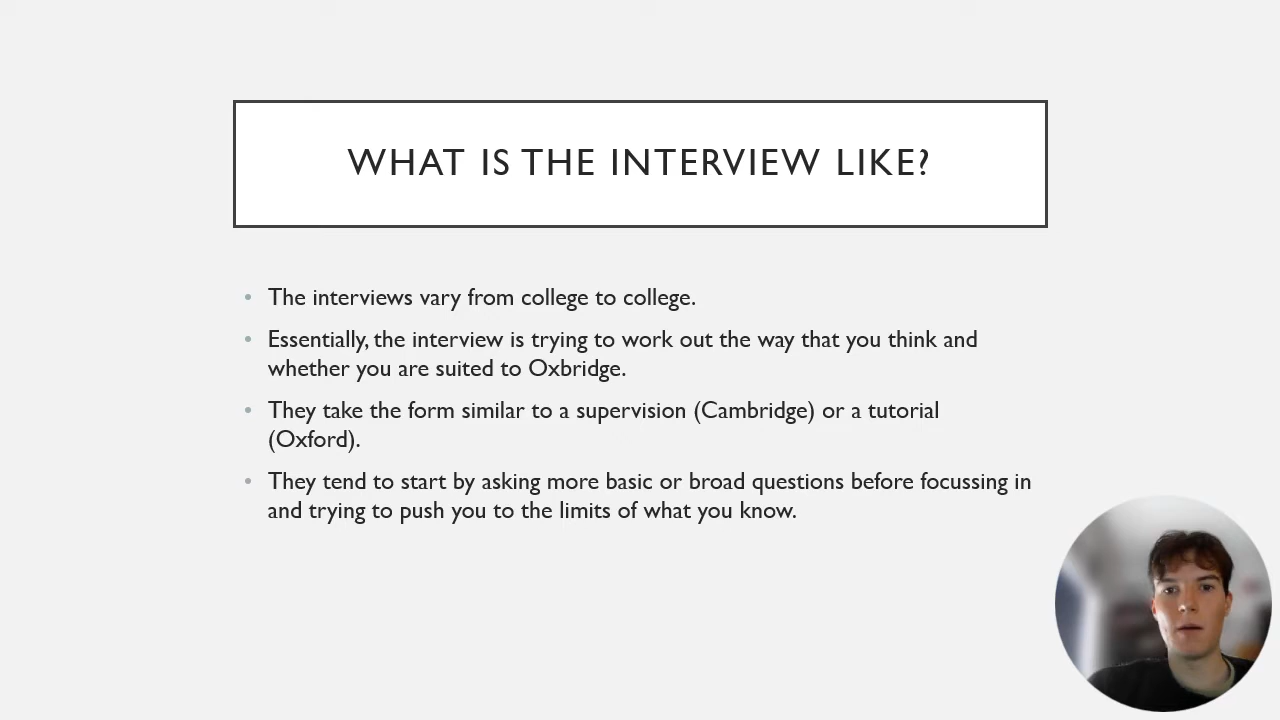 WHAT IS THE INTERVIEW LIKE?
• The interviews vary from college to college.
• Essentially, the interview is trying to work out the way that you think and
whether you are suited to Oxbridge.
• They take the form similar to a supervision (Cambridge) or a tutorial
(Oxford).
• They tend to start by asking more basic or broad questions before focussing in
and trying to push you to the limits of what you know.